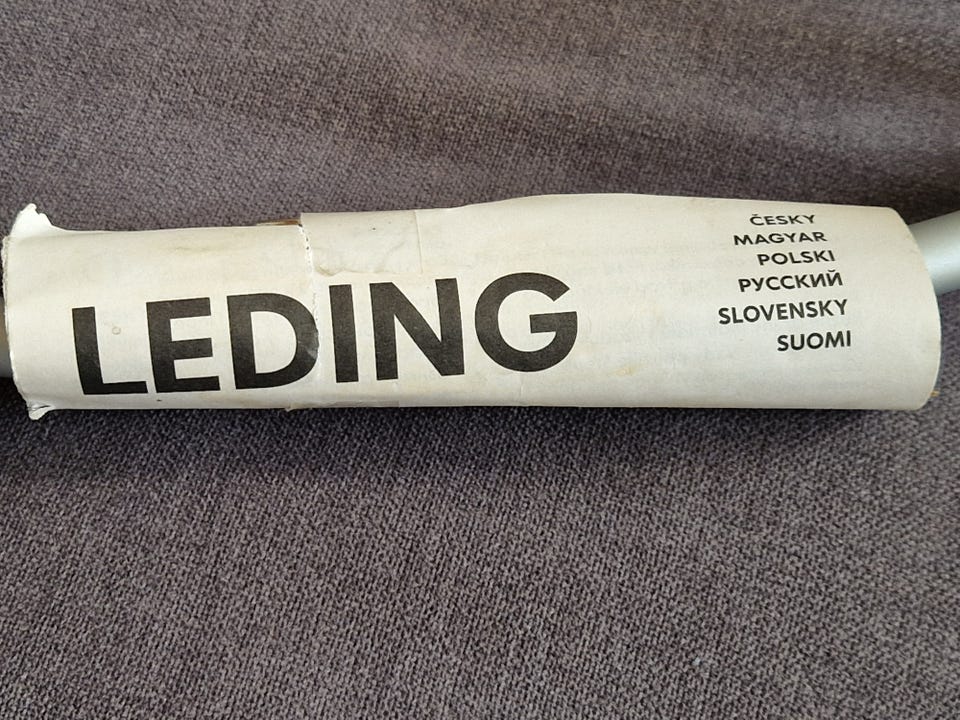 LEDING
ČESKY
MAGYAR
POLSKI
РУССКИЙ
SLOVENSKY
SUOMI